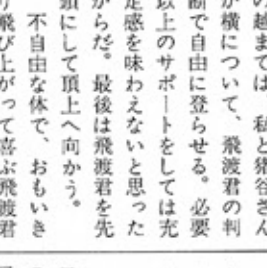 の越までは、私と猪谷さん
が横について、飛渡君の判
断で自由に登らせる。必要
以上のサポートをしては充
足感を味わえないと思った
からだ。最後は飛渡君を先
頭にして頂上へ向かう。
不自由な体で、おもいき
り飛び上がって喜ぶ飛渡君